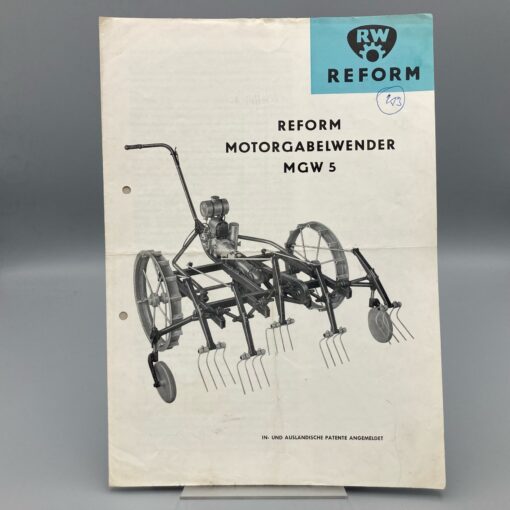 RW
REFORM
REFORM
MOTORGABELWENDER
MGW 5
IN- UND AUSLÄNDISCHE PATENTE ANGEMELDET